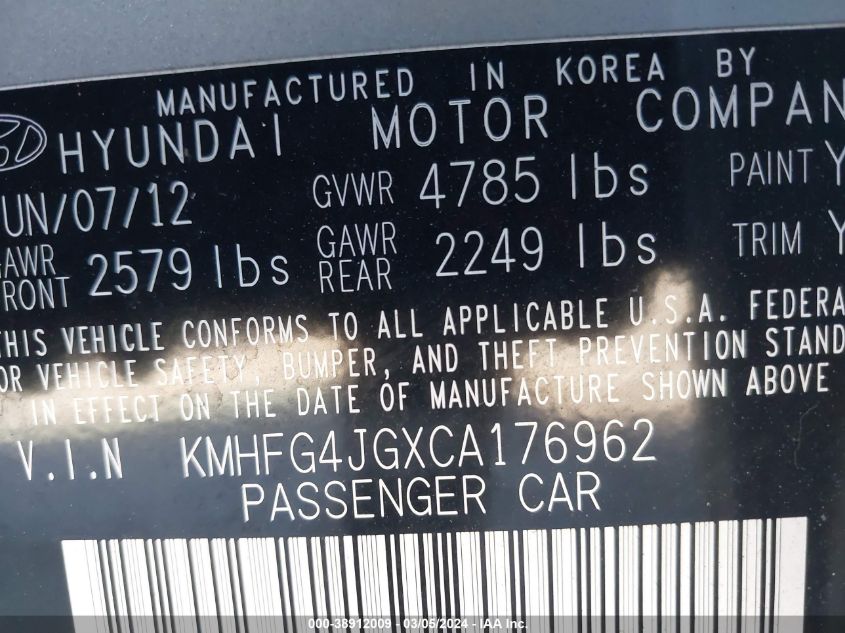 MANUFACTURED IN KOREA BY
HYUNDAI MOTOR COMPAN
UN/07/12 GVWR 4785 lbs PAINT Y
GAWR FRONT 2579 lbs GAWR REAR 2249 lbs TRIM Y
THIS VEHICLE CONFORMS TO ALL APPLICABLE U.S.A. FEDERA
OR VEHICLE SAFETY, BUMPER, AND THEFT PREVENTION STAND
IN EFFECT ON THE DATE OF MANUFACTURE SHOWN ABOVE
V.I.N KMHFG4JGXCA176962
PASSENGER CAR
000-38912009 - 03/05/2024 - IAA Inc.